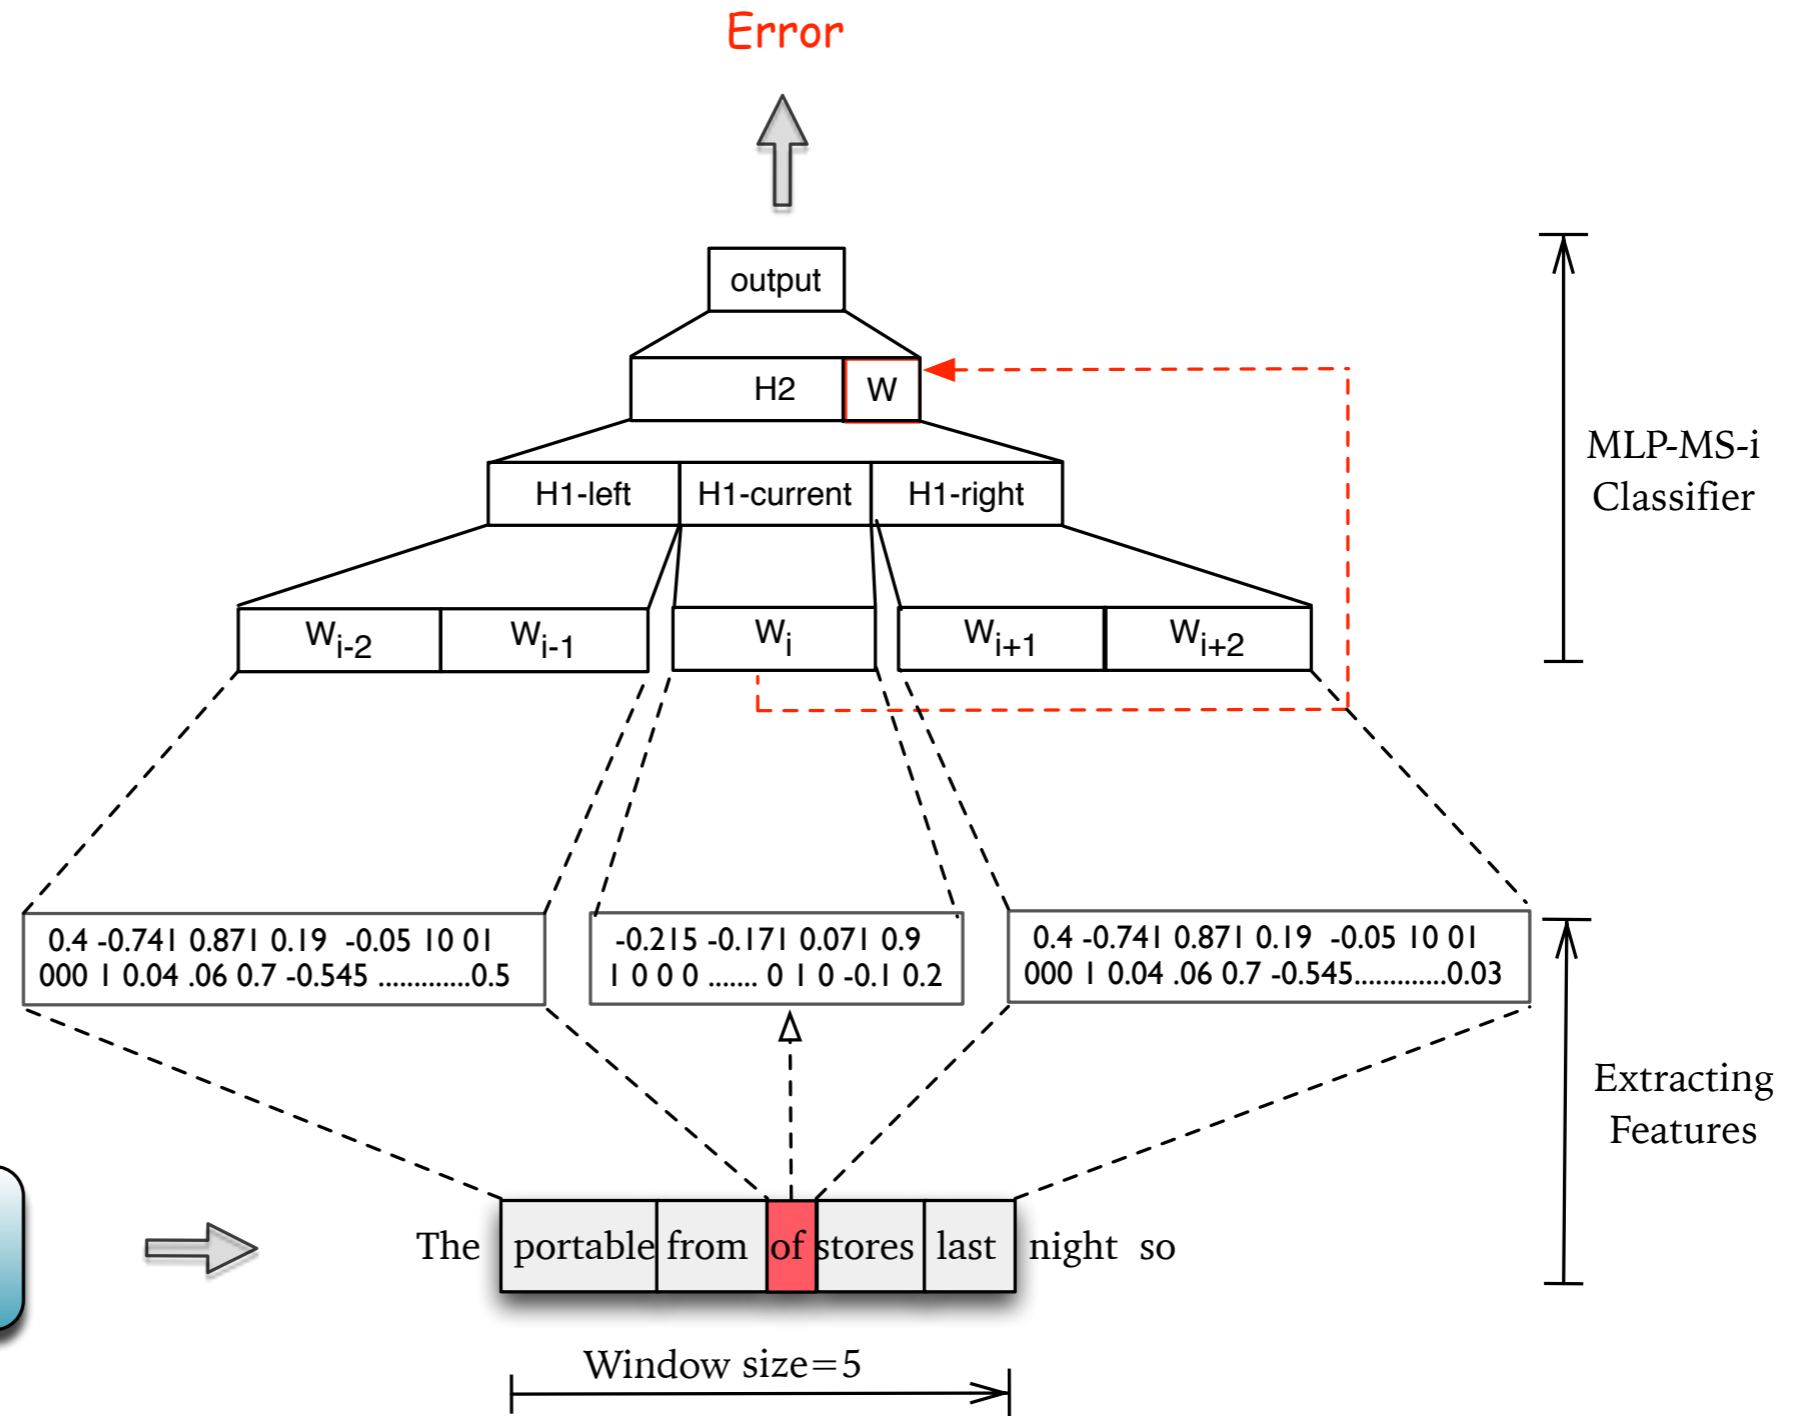 Error
output
H2 W
H1-left H1-current H1-right
MLP-MS-i
Classifier
Wi-2 Wi-1 Wi Wi+1 Wi+2
0.4 -0.741 0.871 0.19 -0.05 10 01
000 1 0.04 .06 0.7 -0.545 .............0.5
-0.215 -0.171 0.071 0.9
1 0 0 0 ....... 0 1 0 -0.1 0.2
0.4 -0.741 0.871 0.19 -0.05 10 01
000 1 0.04 .06 0.7 -0.545.............0.03
Extracting
Features
The portable from of stores last night so
Window size=5